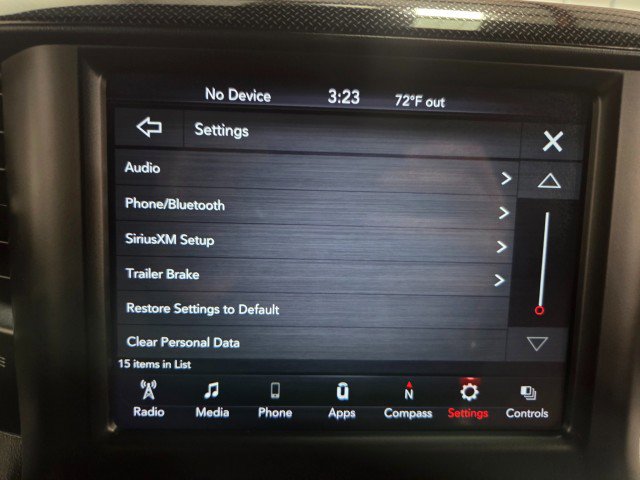 No Device 3:23 72°F out
Settings
Audio
Phone/Bluetooth
SiriusXM Setup
Trailer Brake
Restore Settings to Default
Clear Personal Data
15 items in List
N
Radio Media Phone Apps Compass Settings Controls